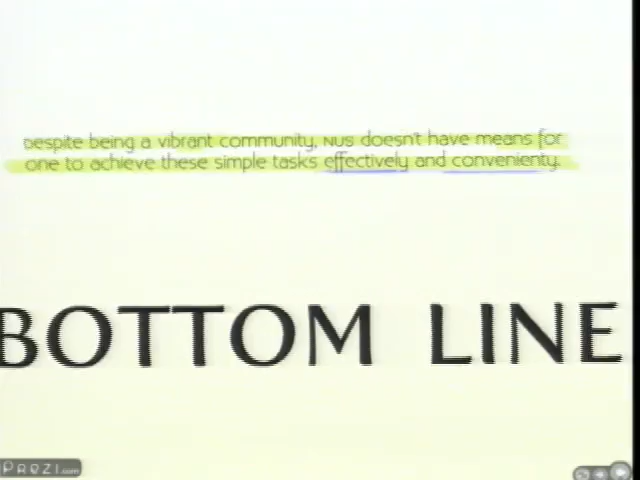 Despite being a vibrant community, NUS doesn't have means for
one to achieve these simple tasks effectively and convenienty.
BOTTOM LINE
PREZI.com